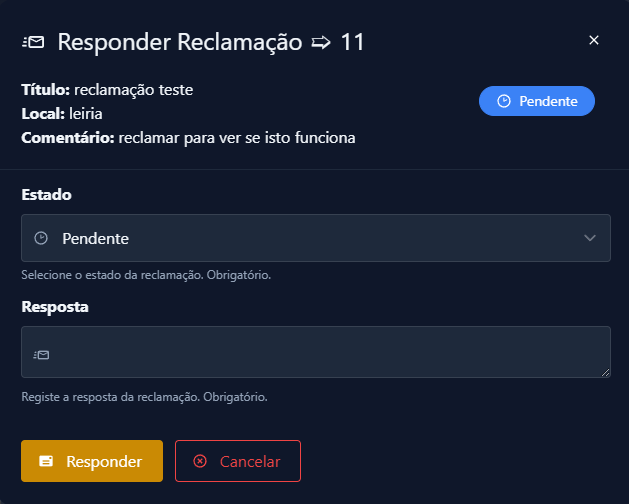 Responder Reclamação ⇨ 11
Título: reclamação teste
Local: leiria
Comentário: reclamar para ver se isto funciona
Pendente
Estado
Pendente
Selecione o estado da reclamação. Obrigatório.
Resposta
Registe a resposta da reclamação. Obrigatório.
Responder
Cancelar